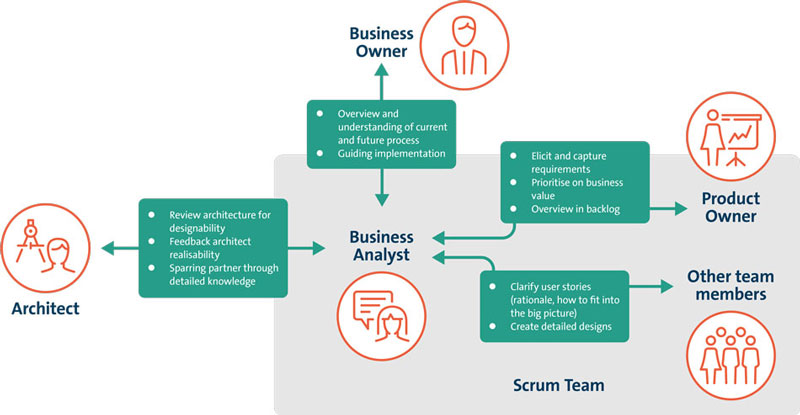 Business
Owner
• Overview and
understanding of current
and future process
• Guiding implementation
• Elicit and capture
requirements
• Prioritise on business
value
• Overview in backlog
Product
Owner
• Review architecture for
designability
• Feedback architect
realisability
• Sparring partner through
detailed knowledge
Architect
Business
Analyst
• Clarify user stories
(rationale, how to fit into
the big picture)
• Create detailed designs
Other team
members
Scrum Team